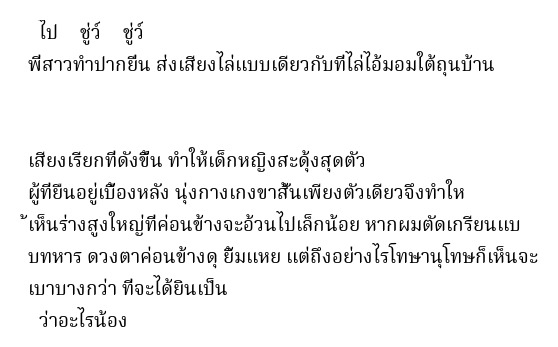 ไป ชู่ว์ ชู่ว์
พี่สาวทำปากยื่น ส่งเสียงไล่แบบเดียวกับที่ไล่ไอ้มอมใต้ถุนบ้าน
เสียงเรียกที่ดังขึ้น ทำให้เด็กหญิงสะดุ้งสุดตัว
ผู้ที่ยืนอยู่เบื้องหลัง นุ่งกางเกงขาสั้นเพียงตัวเดียวจึงทำให
้เห็นร่างสูงใหญ่ที่ค่อนข้างจะอ้วนไปเล็กน้อย หากผมตัดเกรียนแบ
บทหาร ดวงตาค่อนข้างดุ ยิ้มแหย แต่ถึงอย่างไรโทษานุโทษก็เห็นจะ
เบาบางกว่า ที่จะได้ยินเป็น
ว่าอะไรน้อง